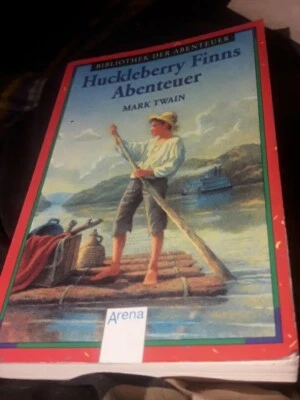 BIBLIOTHEK DER ABENTEUER
Huckleberry Finns
Abenteuer
MARK TWAIN
Arena